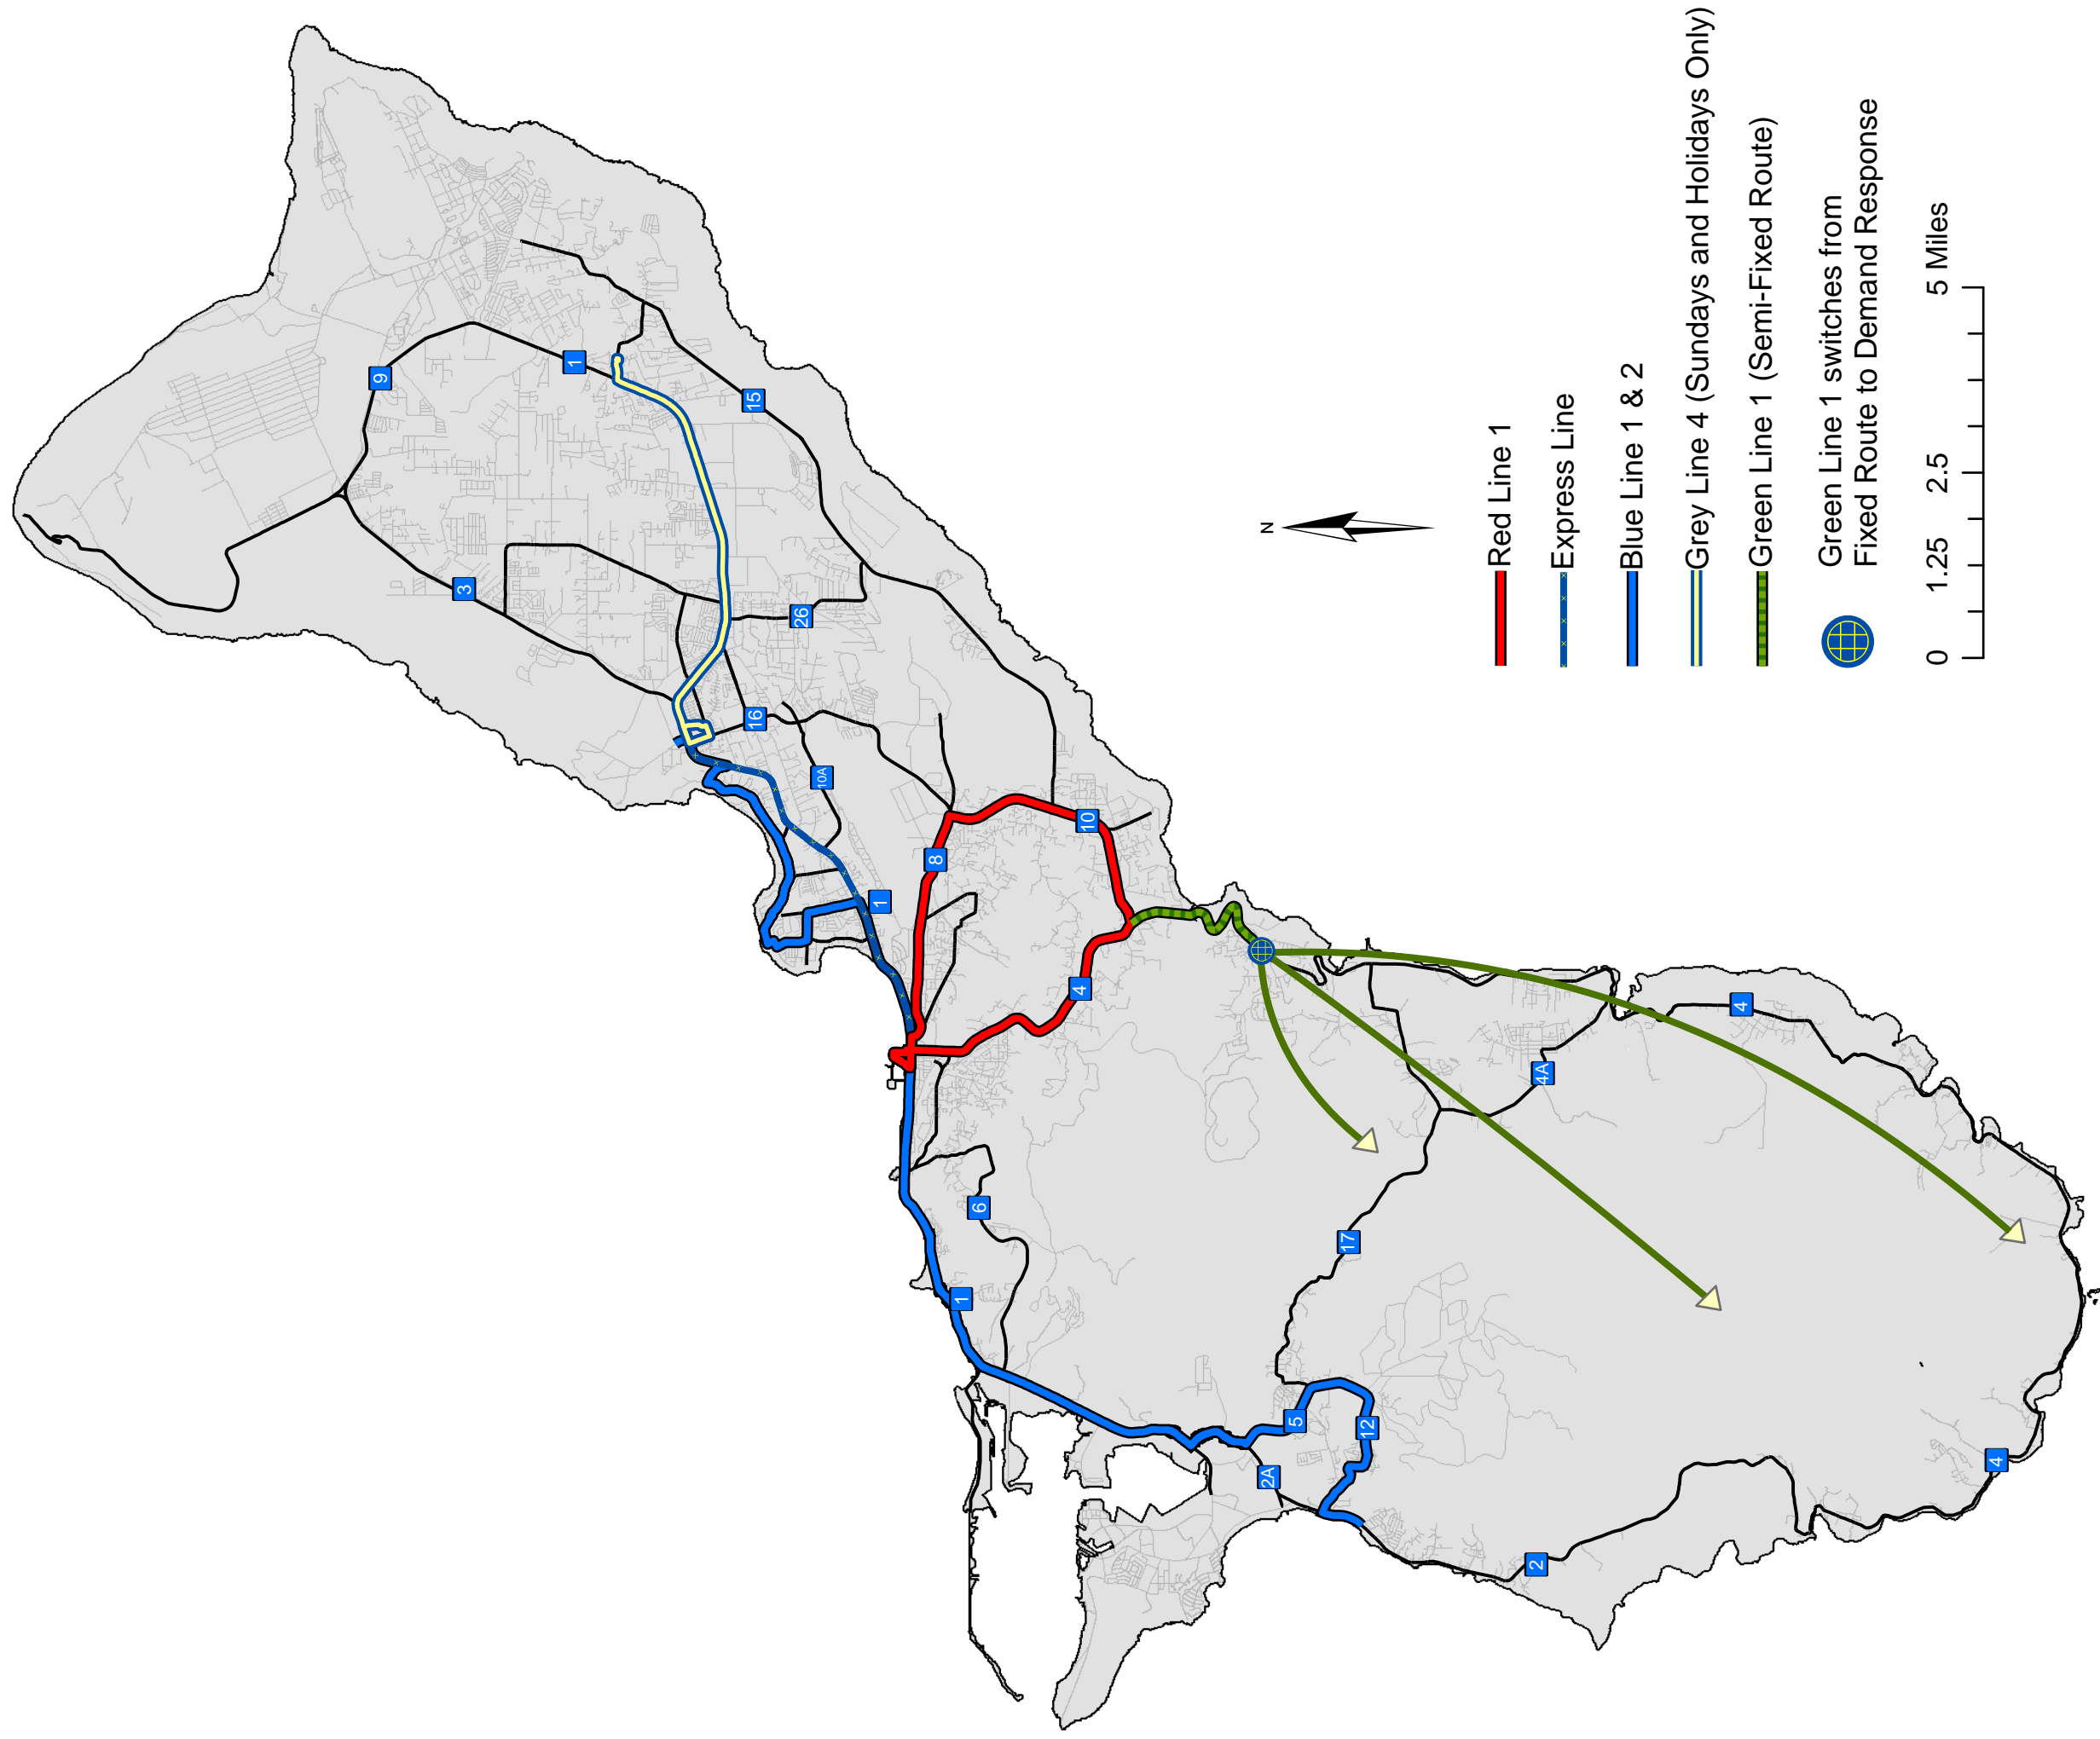 9
1
3
15
26
16
10A
8
1
10
4
4
4A
6
17
1
5
12
2A
4
2
N
Red Line 1
Express Line
Blue Line 1 & 2
Grey Line 4 (Sundays and Holidays Only)
Green Line 1 (Semi-Fixed Route)
Green Line 1 switches from
Fixed Route to Demand Response
0 1.25 2.5 5 Miles